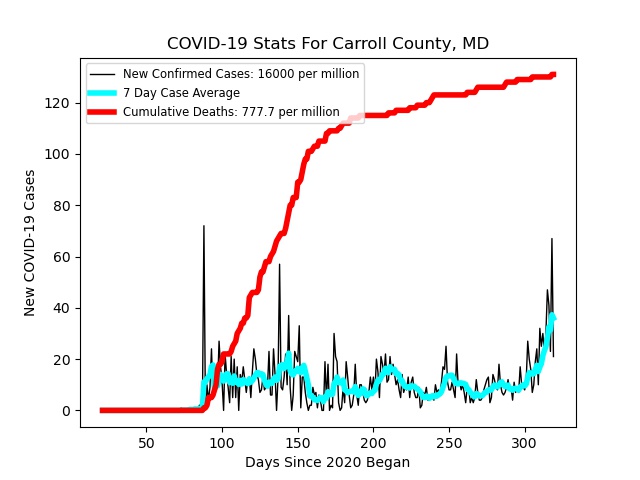 COVID-19 Stats For Carroll County, MD
New Confirmed Cases: 16000 per million
7 Day Case Average
Cumulative Deaths: 777.7 per million
New COVID-19 Cases
120
100
80
60
40
20
0
50 100 150 200 250 300
Days Since 2020 Began